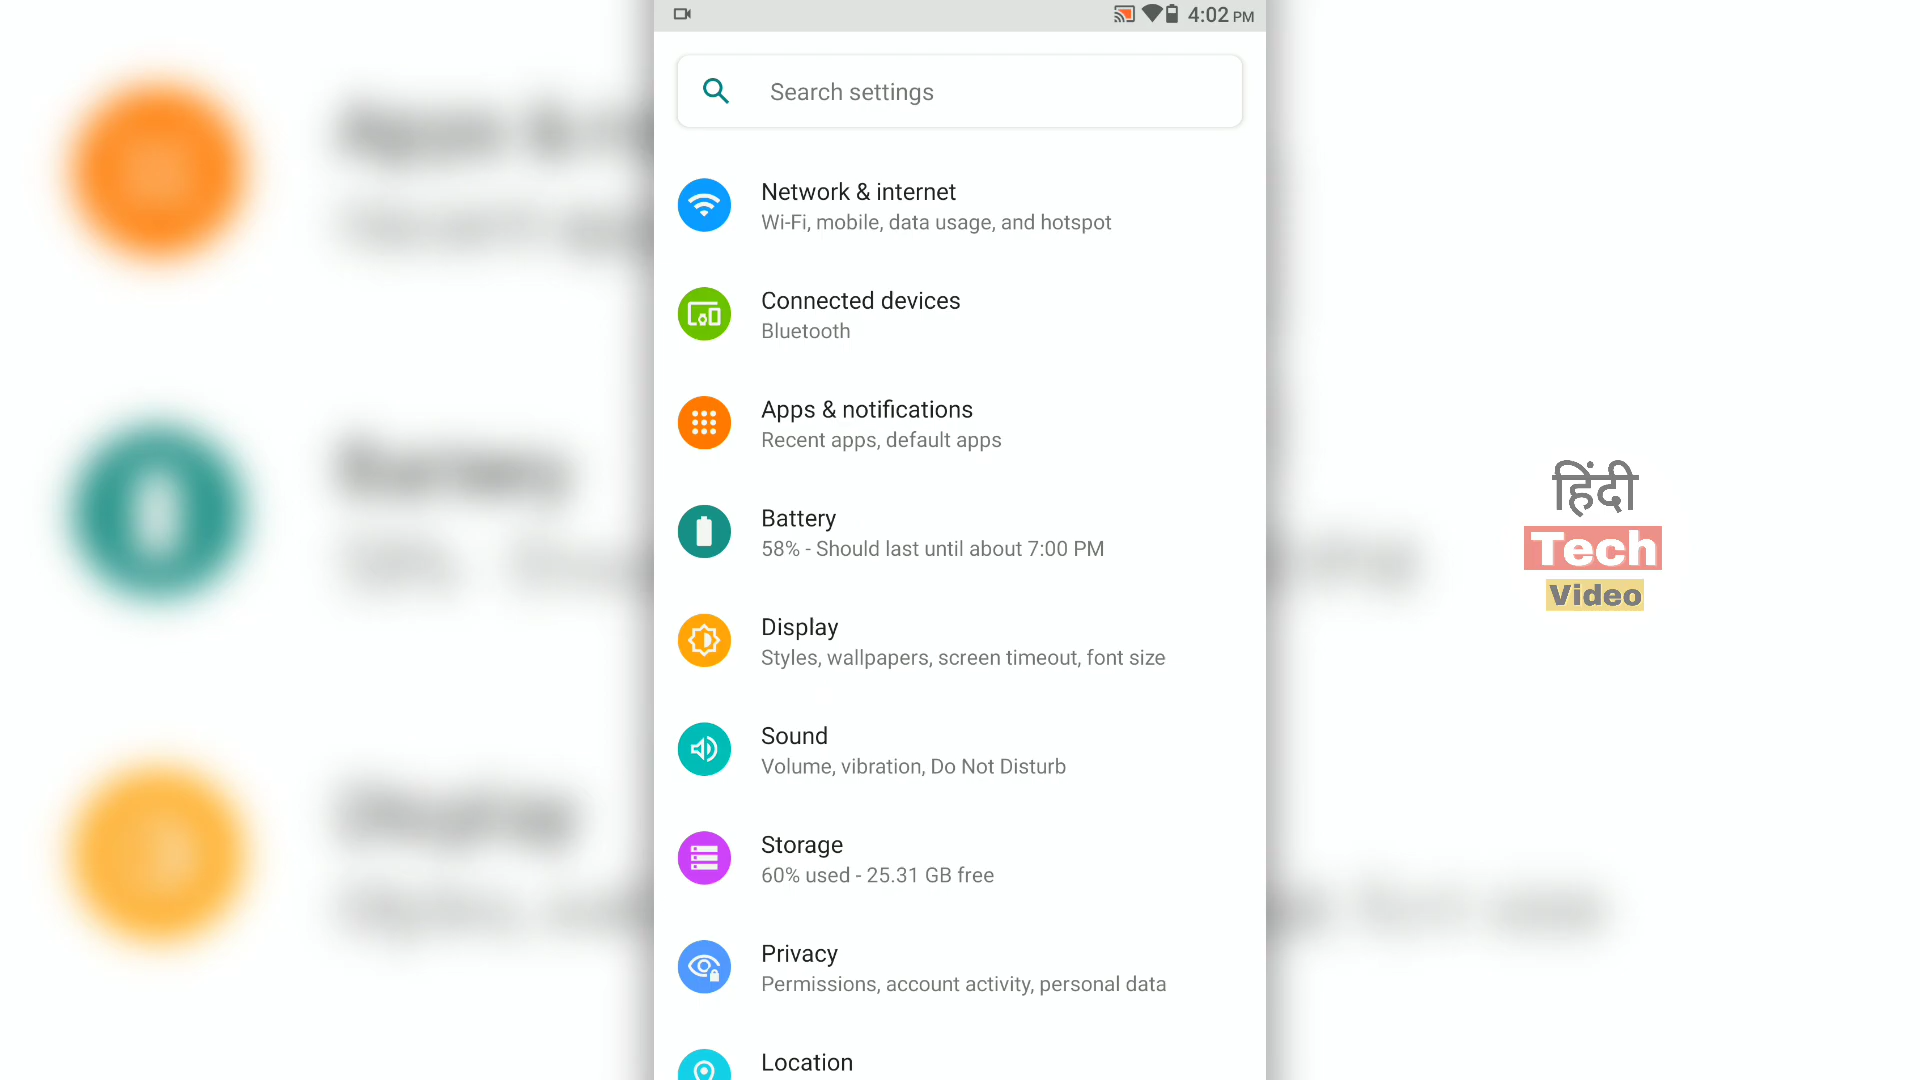 4:02 PM
Search settings
Network & internet
Wi-Fi, mobile, data usage, and hotspot
Connected devices
Bluetooth
Apps & notifications
Recent apps, default apps
Battery
58% - Should last until about 7:00 PM
Display
Styles, wallpapers, screen timeout, font size
Sound
Volume, vibration, Do Not Disturb
Storage
60% used - 25.31 GB free
Privacy
Permissions, account activity, personal data
Location
हिंदी
Tech
Video